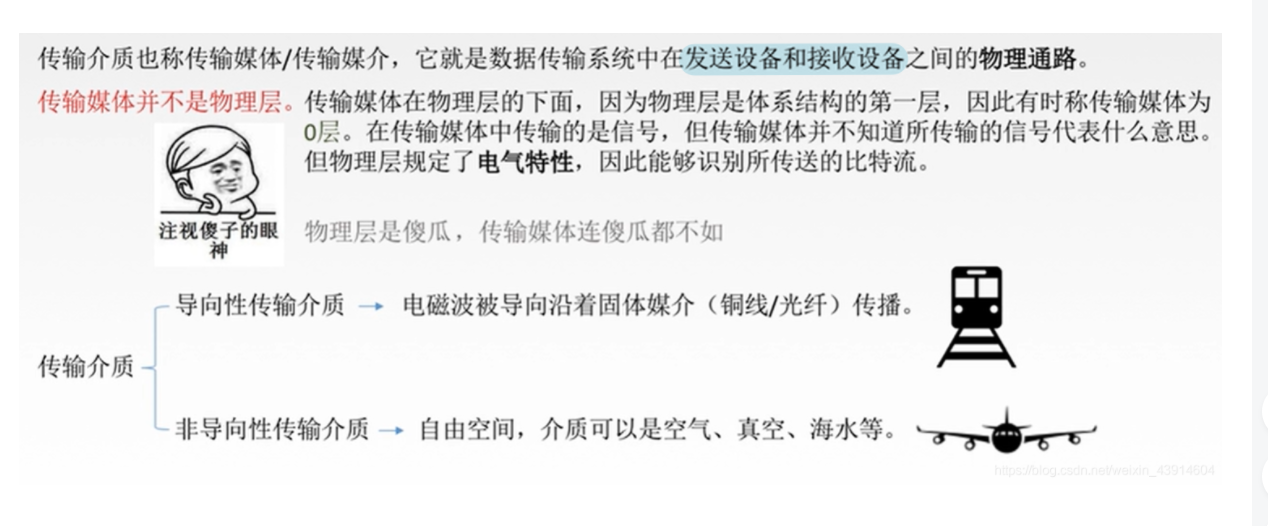 传输介质也称传输媒体/传输媒介，它就是数据传输系统中在发送设备和接收设备之间的物理通路。
传输媒体并不是物理层。传输媒体在物理层的下面，因为物理层是体系结构的第一层，因此有时称传输媒体为
0层。在传输媒体中传输的是信号，但传输媒体并不知道所传输的信号代表什么意思。
但物理层规定了电气特性，因此能够识别所传送的比特流。
注视傻子的眼
神
物理层是傻瓜，传输媒体连傻瓜都不如
导向性传输介质
电磁波被导向沿着固体媒介（铜线/光纤）传播。
传输介质
非导向性传输介质
自由空间，介质可以是空气、真空、海水等。
https://blog.csdn.net/weixin_43914604